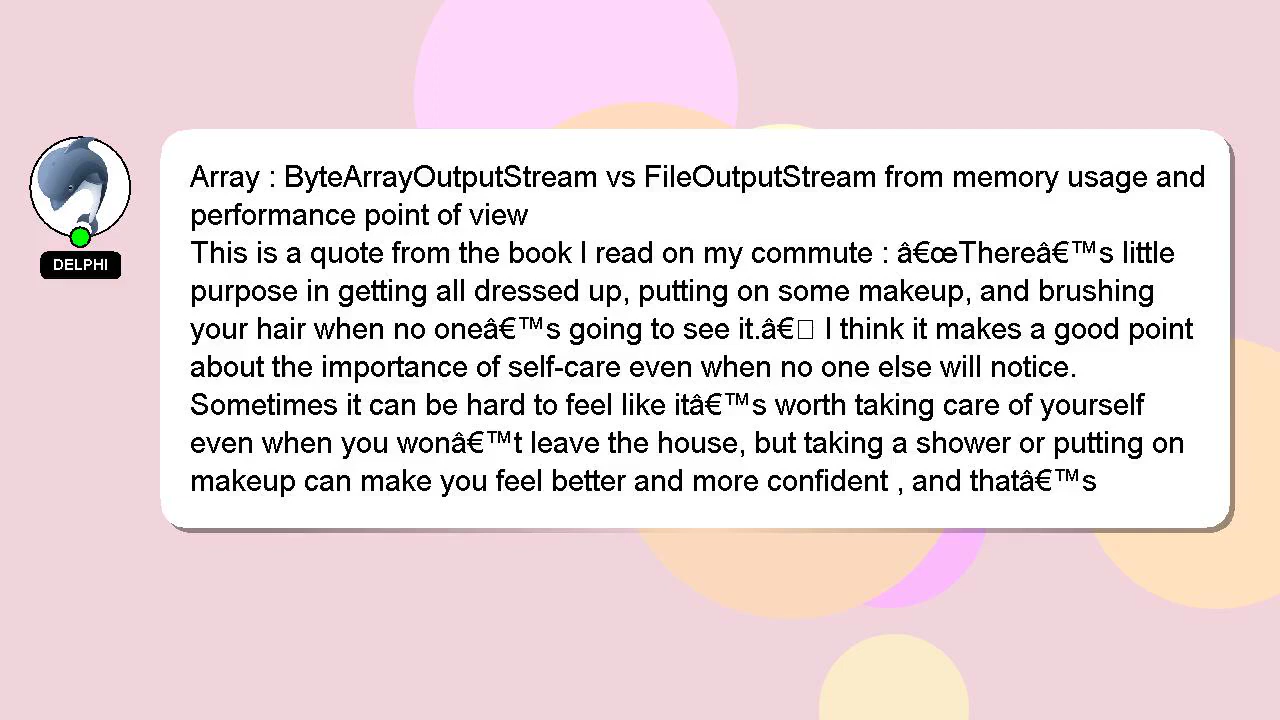 Array : ByteArrayOutputStream vs FileOutputStream from memory usage and
performance point of view
This is a quote from the book I read on my commute : â€œThereâ€™s little
purpose in getting all dressed up, putting on some makeup, and brushing
your hair when no oneâ€™s going to see it.â€□ I think it makes a good point
about the importance of self-care even when no one else will notice.
Sometimes it can be hard to feel like itâ€™s worth taking care of yourself
even when you wonâ€™t leave the house, but taking a shower or putting on
makeup can make you feel better and more confident , and thatâ€™s
DELPHI